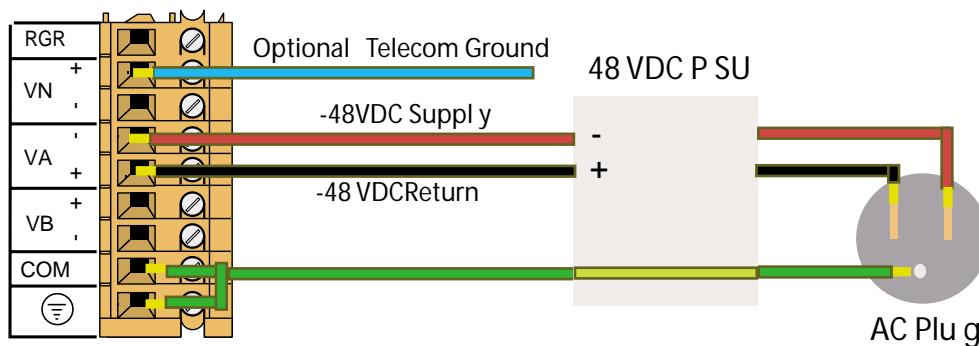 RGR
VN + -
VA - +
VB + -
COM
Optional Telecom Ground
48 VDC P SU
-48VDC Suppl y
-
+
-48 VDCReturn
AC Plu g